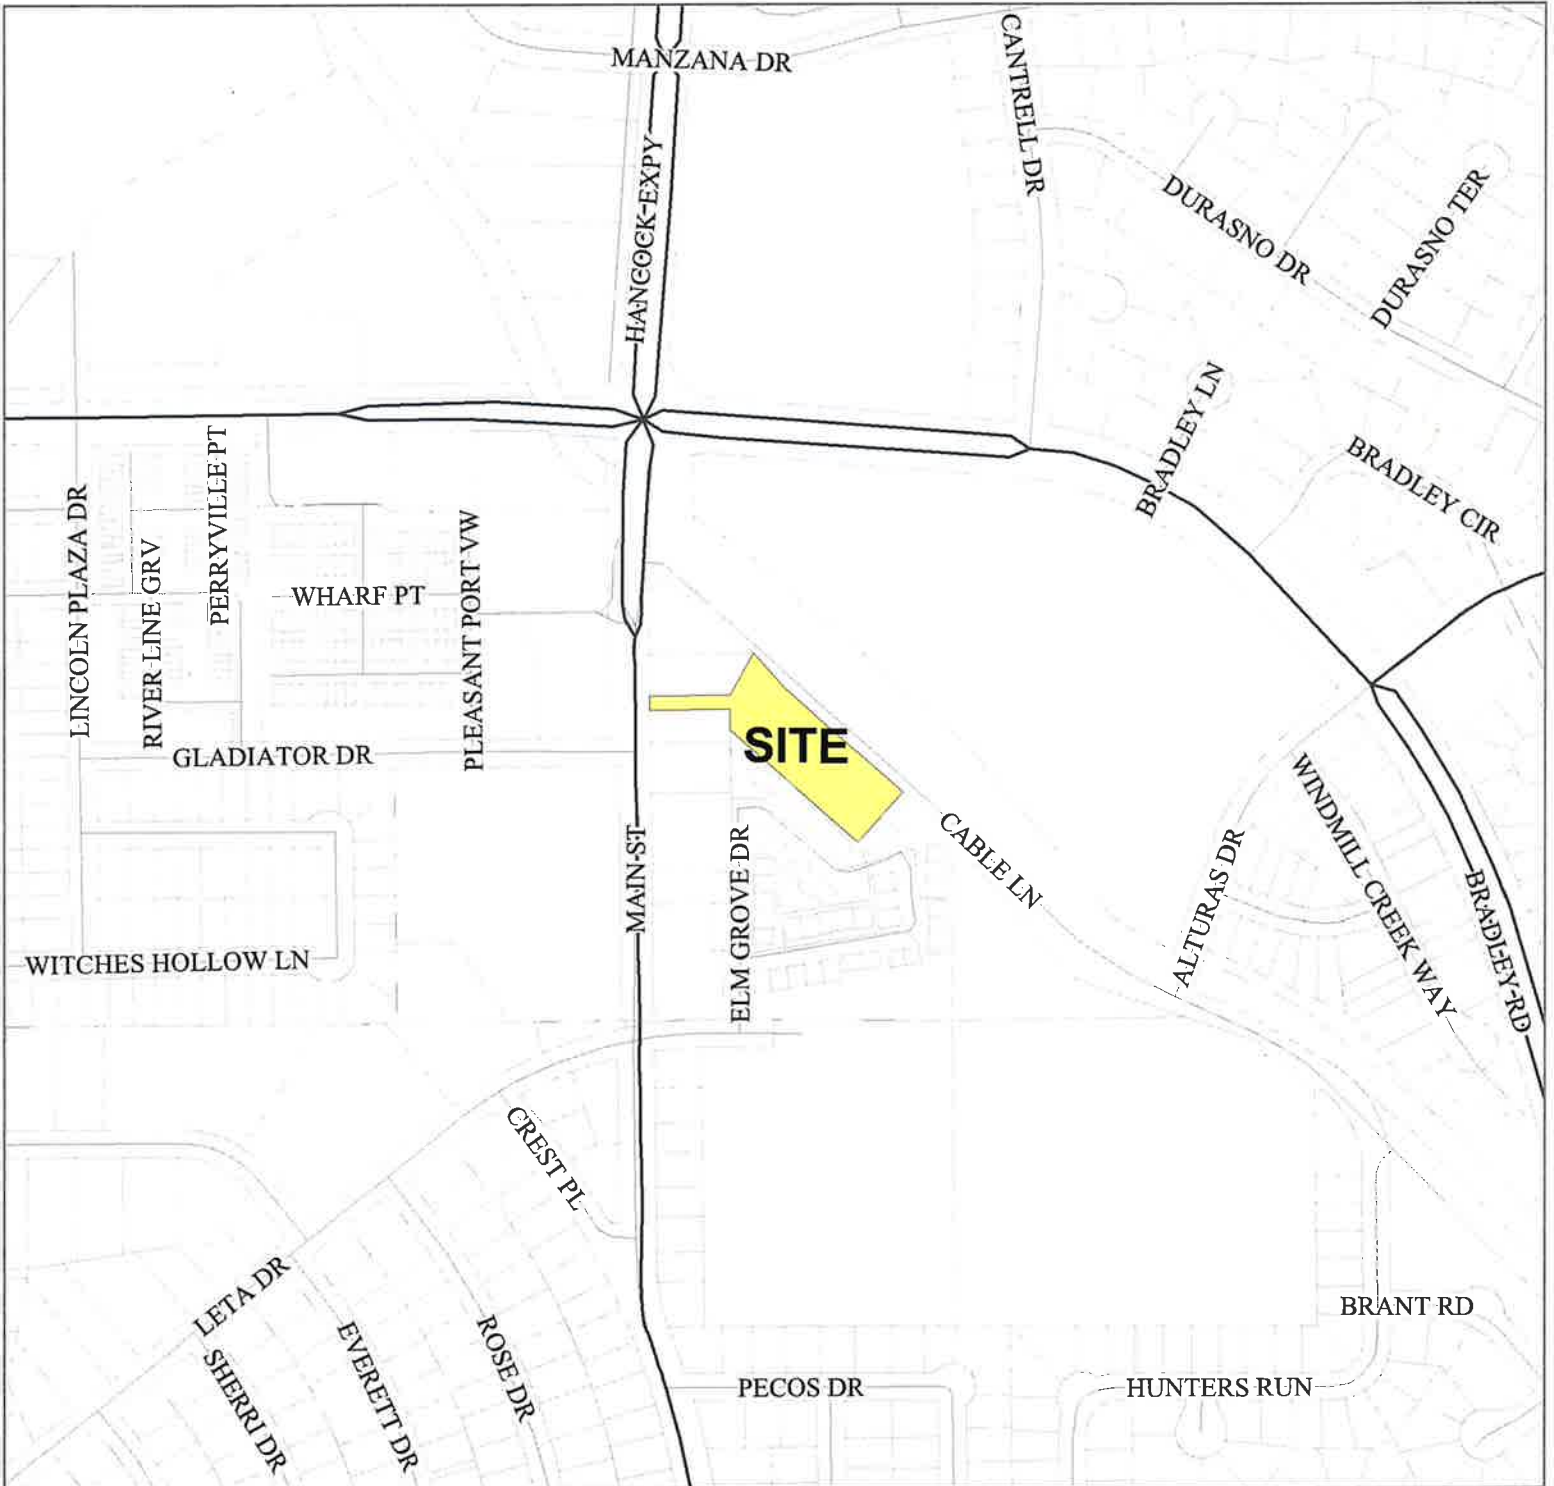 MANZANA DR
CANTRELL DR
HANCOCK EXPY
DURASNO DR
DURASNO TER
BRADLEY LN
BRADLEY CIR
LINCOLN PLAZA DR
RIVER LINE GRV
PERRYVILLE PT
WHARF PT
PLEASANT PORT VW
GLADIATOR DR
SITE
MAIN ST
ELM GROVE DR
CABLE LN
ALTURAS DR
WINDMILL CREEK WAY
BRADLEY RD
WITCHES HOLLOW LN
CREST PL
LETA DR
SHERRI DR
EVERETT DR
ROSE DR
PECOS DR
HUNTERS RUN
BRANT RD